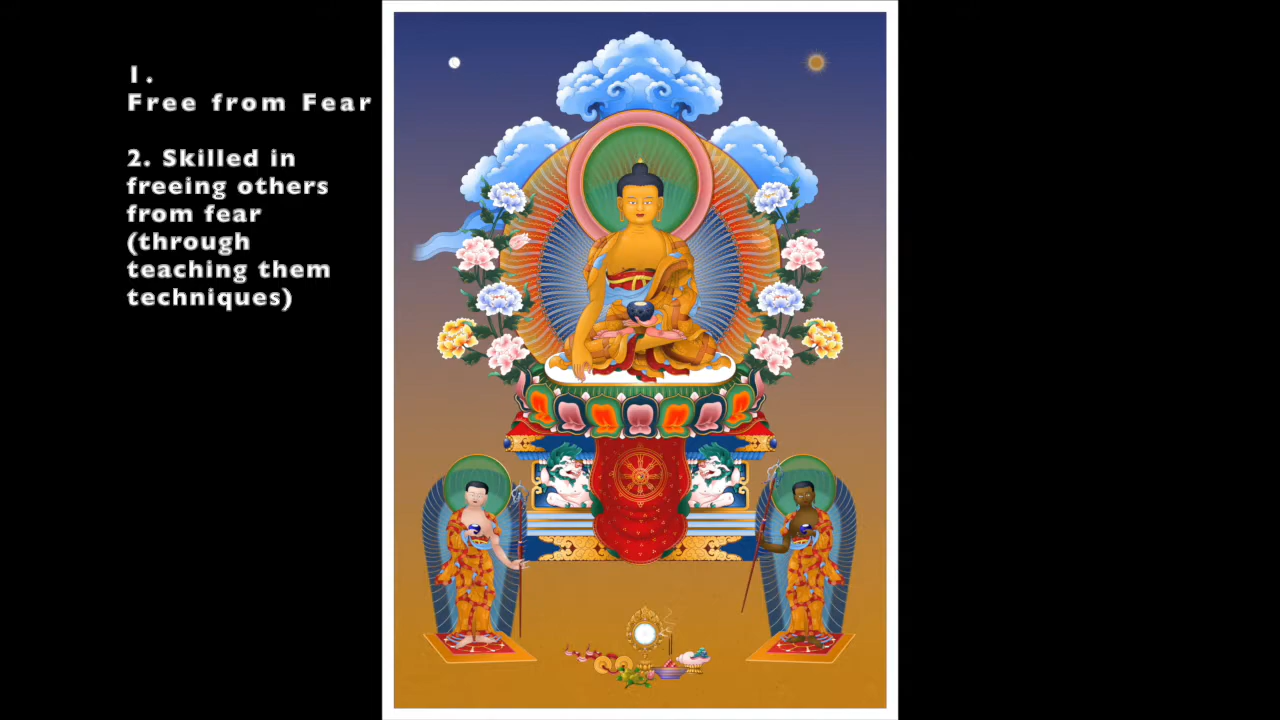 1.
Free from Fear
2. Skilled in
freeing others
from fear
(through
teaching them
techniques)